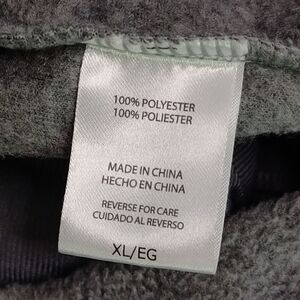 100% POLYESTER
100% POLIESTER
MADE IN CHINA
HECHO EN CHINA
REVERSE FOR CARE
CUIDADO AL REVERSO
XL/EG